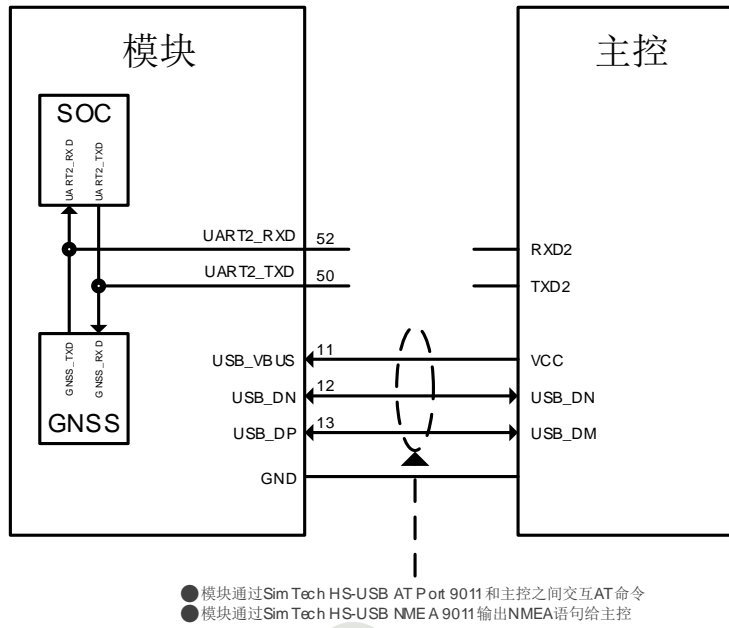 模块
主控
SOC
UART2_RXD
UART2_TXD
UART2_RXD
52
RXD2
UART2_TXD
50
TXD2
GNSS_TXD
GNSS_RXD
GNSS
USB_VBUS
11
VCC
USB_DN
12
USB_DN
USB_DP
13
USB_DM
GND
●模块通过SimTech HS-USB AT Port 9011和主控之间交互AT命令
●模块通过SimTech HS-USB NMEA 9011输出NMEA语句给主控